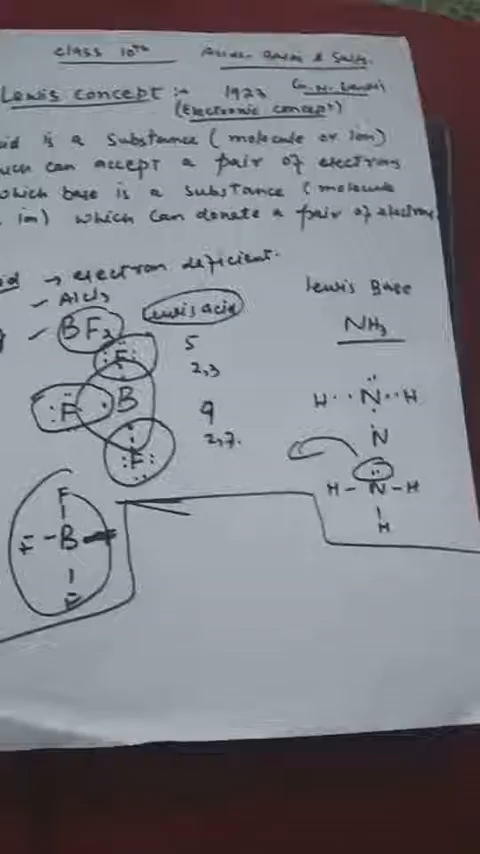 Class 10th
Lewis concept :- 1923 G.N. Lewis)
(Electronic concept)
id is a substance (molecule or ion)
can accept a pair of electrons
which base is a substance (molecule
ion) which can donate a pair of electrons
→ electron deficient.
- AlCl3
Lewis acid
Lewis Base
- BF3
NH3
F
5
2,3
F B
9
H N H
2,7.
F
N
H-N-H
H
F
F-B-
F